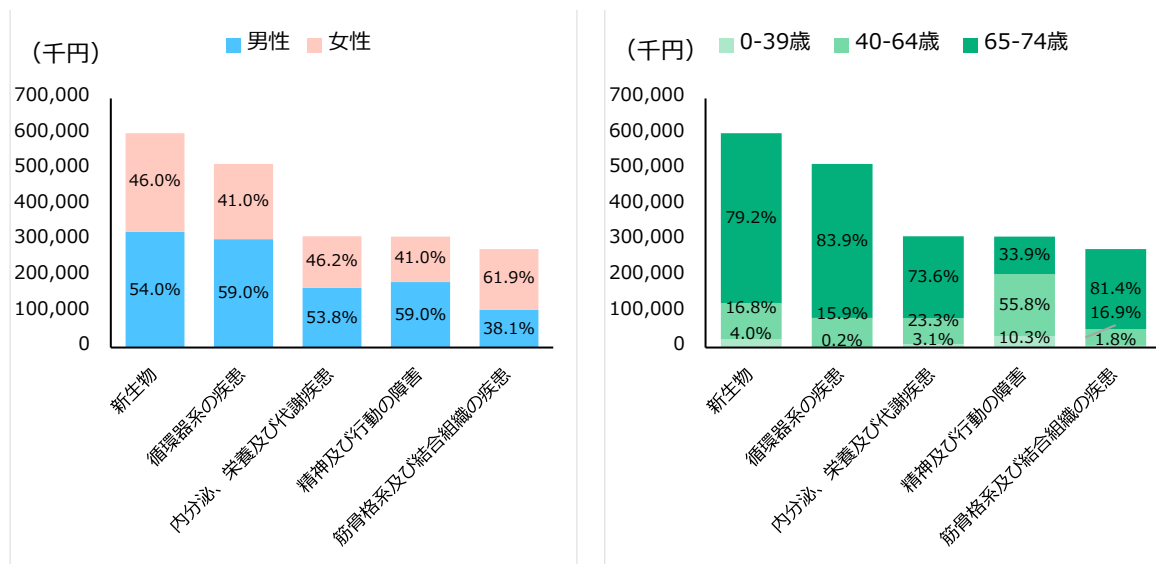 （千円）
男性 女性
700,000
600,000
500,000
400,000
300,000
200,000
100,000
0
46.0%
54.0%
41.0%
59.0%
46.2%
53.8%
41.0%
59.0%
61.9%
38.1%
新生物
循環器系の疾患
内分泌、栄養及び代謝疾患
精神及び行動の障害
筋骨格系及び結合組織の疾患
（千円）
0-39歳 40-64歳 65-74歳
700,000
600,000
500,000
400,000
300,000
200,000
100,000
0
79.2%
16.8%
4.0%
83.9%
15.9%
0.2%
73.6%
23.3%
3.1%
33.9%
55.8%
10.3%
81.4%
16.9%
1.8%
新生物
循環器系の疾患
内分泌、栄養及び代謝疾患
精神及び行動の障害
筋骨格系及び結合組織の疾患